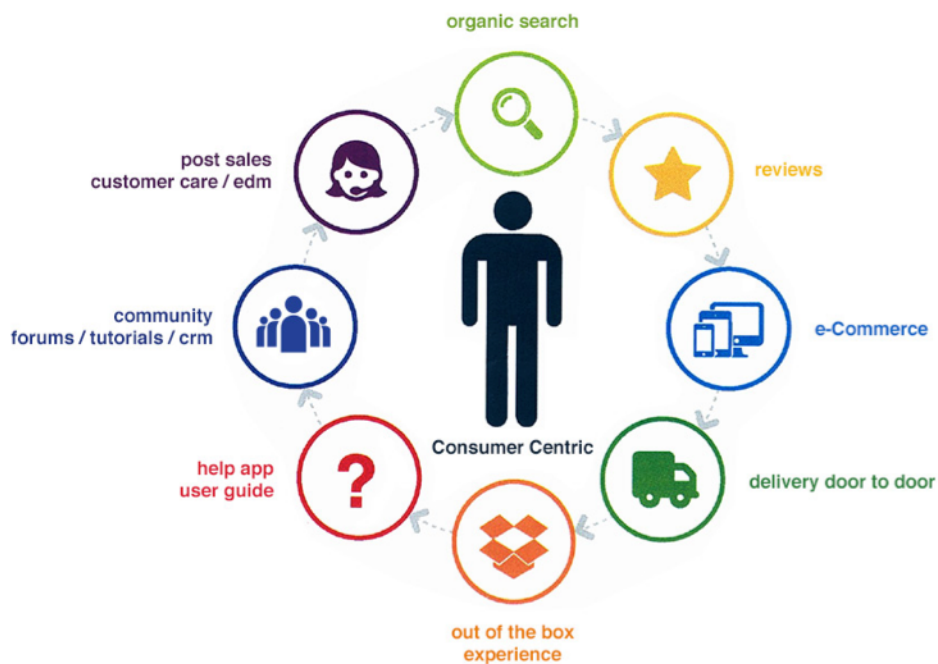 organic search
reviews
e-Commerce
delivery door to door
out of the box
experience
help app
user guide
?
community
forums / tutorials / crm
post sales
customer care / edm
Consumer Centric